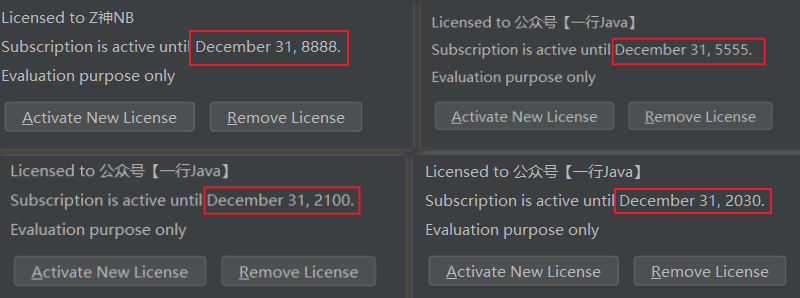 Licensed to Z神NB
Subscription is active until December 31, 8888.
Evaluation purpose only
Activate New License
Remove License
Licensed to 公众号【一行Java】
Subscription is active until December 31, 5555.
Evaluation purpose only
Activate New License
Remove License
Licensed to 公众号【一行Java】
Subscription is active until December 31, 2100.
Evaluation purpose only
Activate New License
Remove License
Licensed to 公众号【一行Java】
Subscription is active until December 31, 2030.
Evaluation purpose only
Activate New License
Remove License